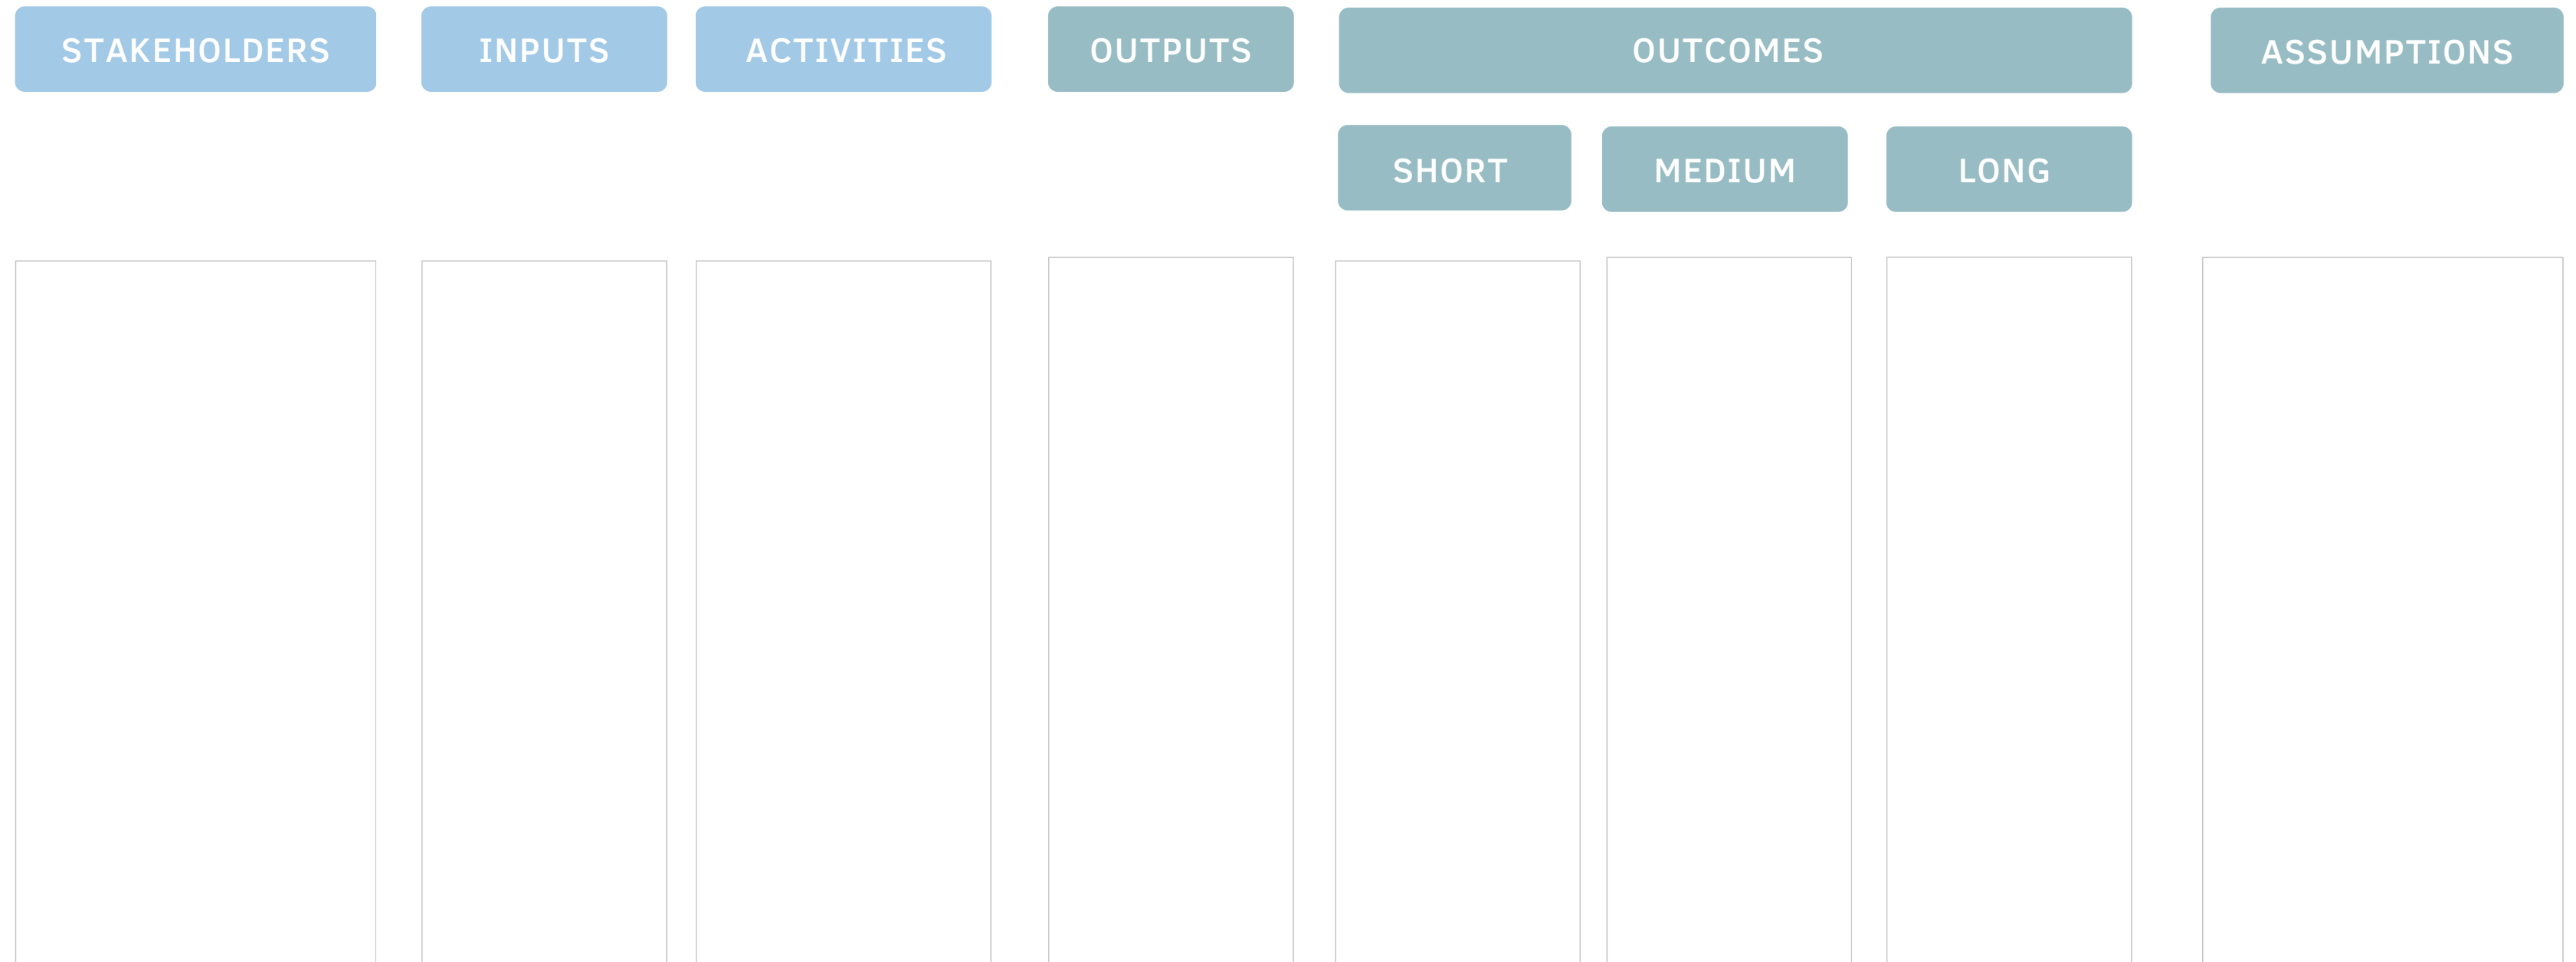 STAKEHOLDERS
INPUTS
ACTIVITIES
OUTPUTS
OUTCOMES
ASSUMPTIONS
SHORT
MEDIUM
LONG